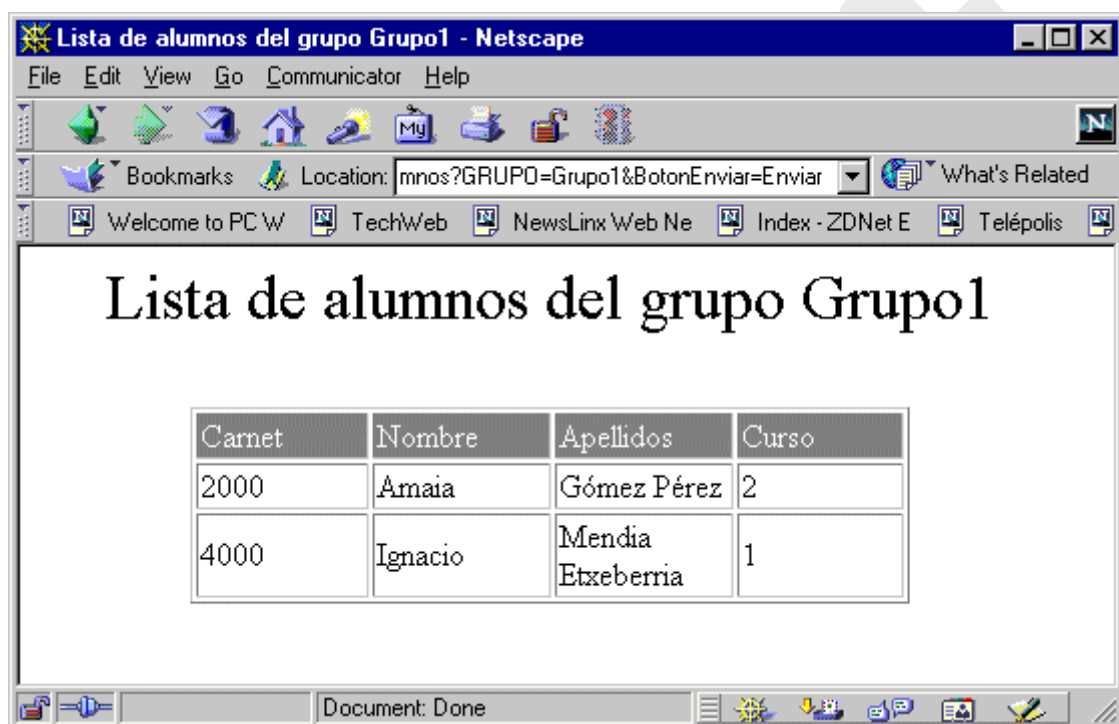 Lista de alumnos del grupo Grupo1 - Netscape
File Edit View Go Communicator Help
My
N
Bookmarks Location: mnos?GRUPO=Grupo1&BotonEnviar=Enviar What's Related
Welcome to PC W TechWeb NewsLinx Web Ne Index - ZDNet E Telépolis
Lista de alumnos del grupo Grupo1
Carnet Nombre Apellidos Curso
2000 Amaia Gómez Pérez 2
4000 Ignacio Mendia Etxeberria 1
Document: Done